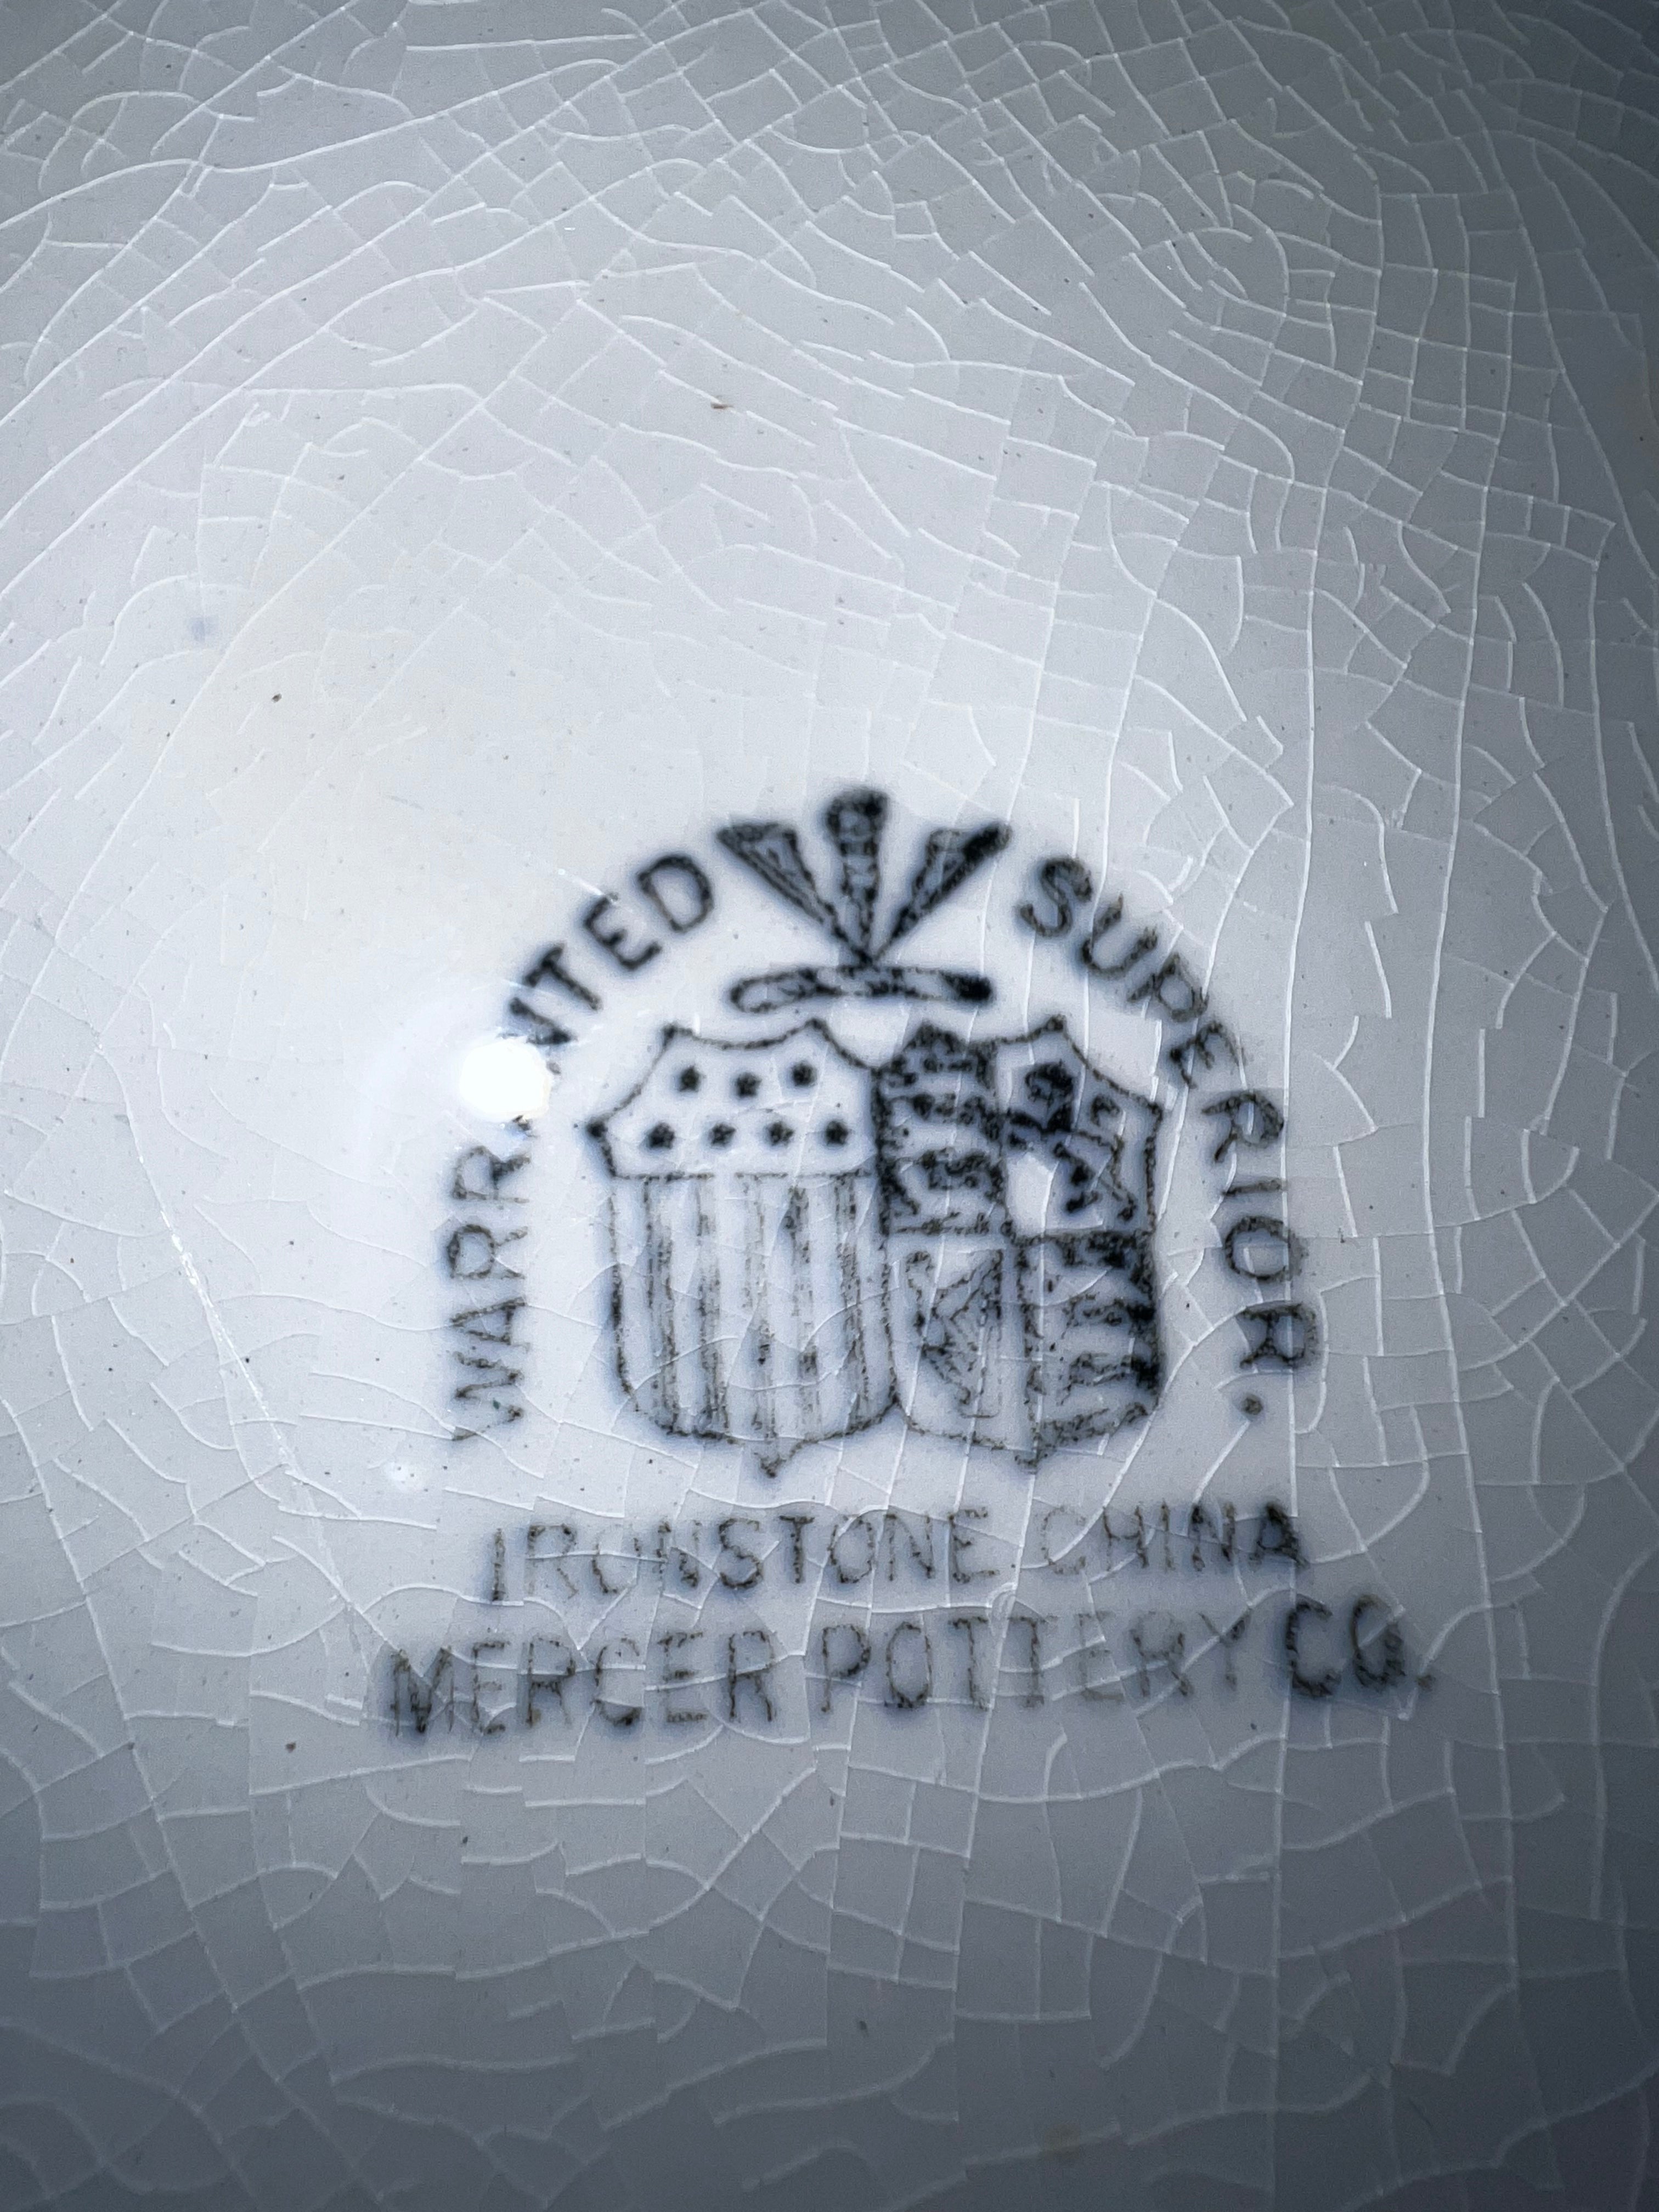 WARRANTED SUPERIOR.
IRONSTONE CHINA
MERCER POTTERY CO.